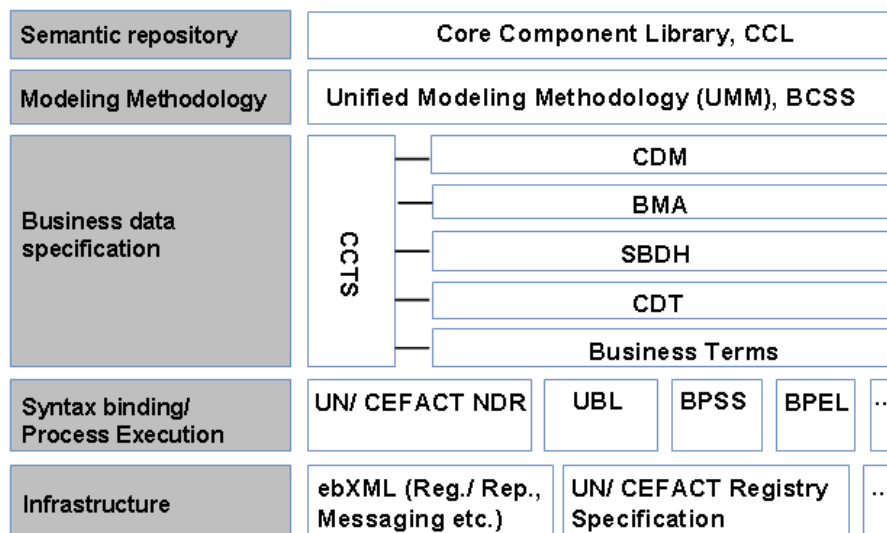 Semantic repository
Core Component Library, CCL
Modeling Methodology
Unified Modeling Methodology (UMM), BCSS
Business data
specification
CCTS
CDM
BMA
SBDH
CDT
Business Terms
Syntax binding/
Process Execution
UN/ CEFACT NDR
UBL
BPSS
BPEL
..
Infrastructure
ebXML (Reg./ Rep.,
Messaging etc.)
UN/ CEFACT Registry
Specification
..